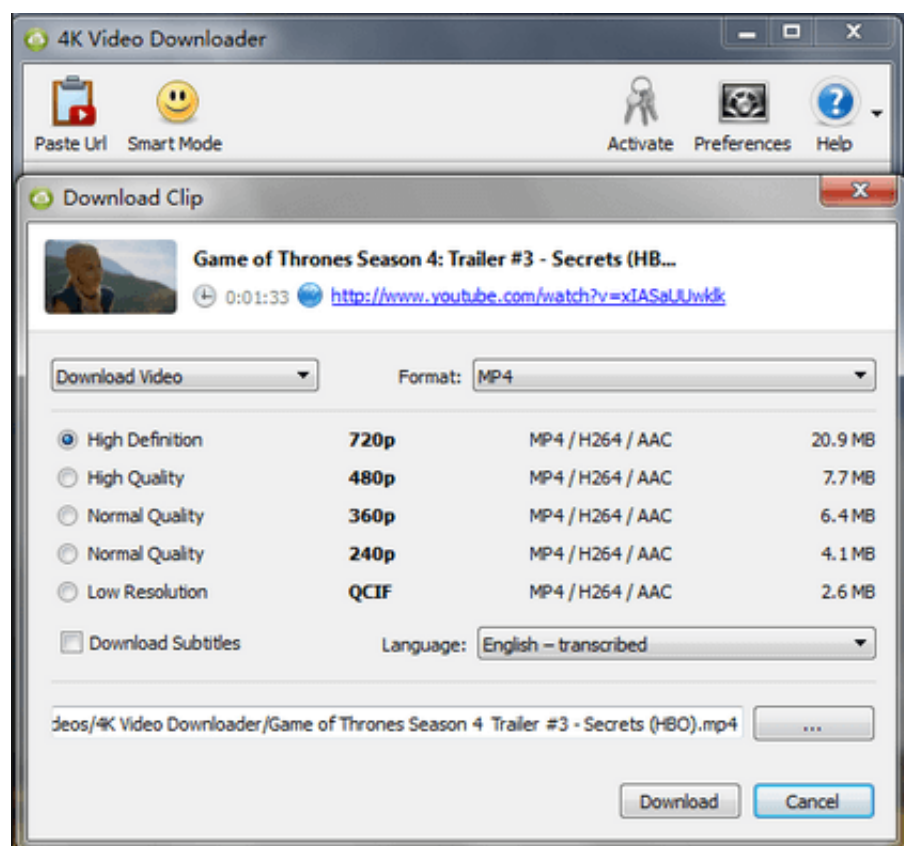 4K Video Downloader
Paste Url Smart Mode Activate Preferences Help
Download Clip
Game of Thrones Season 4: Trailer #3 - Secrets (HB...
0:01:33 http://www.youtube.com/watch?v=xIASaUUwklk
Download Video Format: MP4
High Definition 720p MP4 / H264 / AAC 20.9 MB
High Quality 480p MP4 / H264 / AAC 7.7 MB
Normal Quality 360p MP4 / H264 / AAC 6.4 MB
Normal Quality 240p MP4 / H264 / AAC 4.1 MB
Low Resolution QCIF MP4 / H264 / AAC 2.6 MB
Download Subtitles Language: English – transcribed
deos/4K Video Downloader/Game of Thrones Season 4 Trailer #3 - Secrets (HBO).mp4 ...
Download Cancel